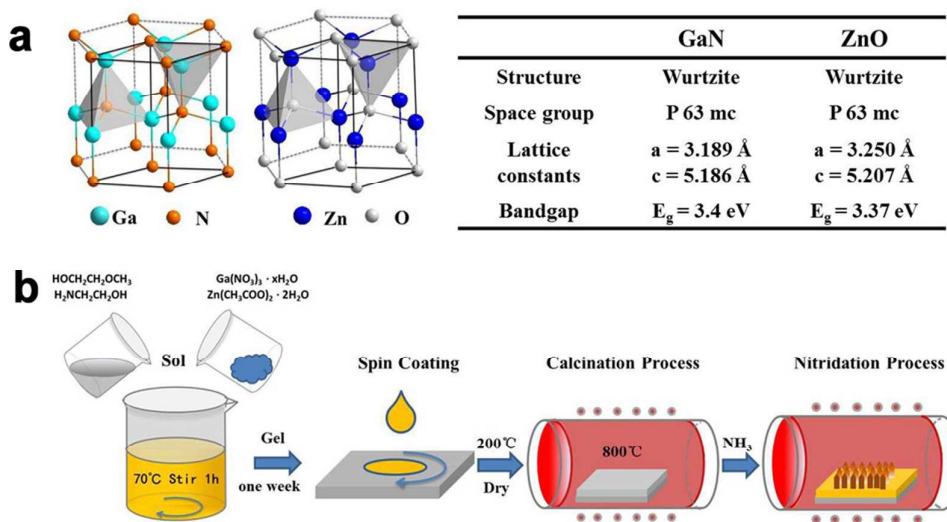 a
GaN ZnO
Structure Wurtzite Wurtzite
Space group P 63 mc P 63 mc
Lattice a = 3.189 Å a = 3.250 Å
constants c = 5.186 Å c = 5.207 Å
Bandgap E_g = 3.4 eV E_g = 3.37 eV
Ga N Zn O
b
HOCH₂CH₂OCH₃
H₂NCH₂CH₂OH
Ga(NO₃)₃ · xH₂O
Zn(CH₃COO)₂ · 2H₂O
Sol
70℃ Stir 1h
Gel
one week
Spin Coating
200℃
Dry
Calcination Process
800℃
NH₃
Nitridation Process